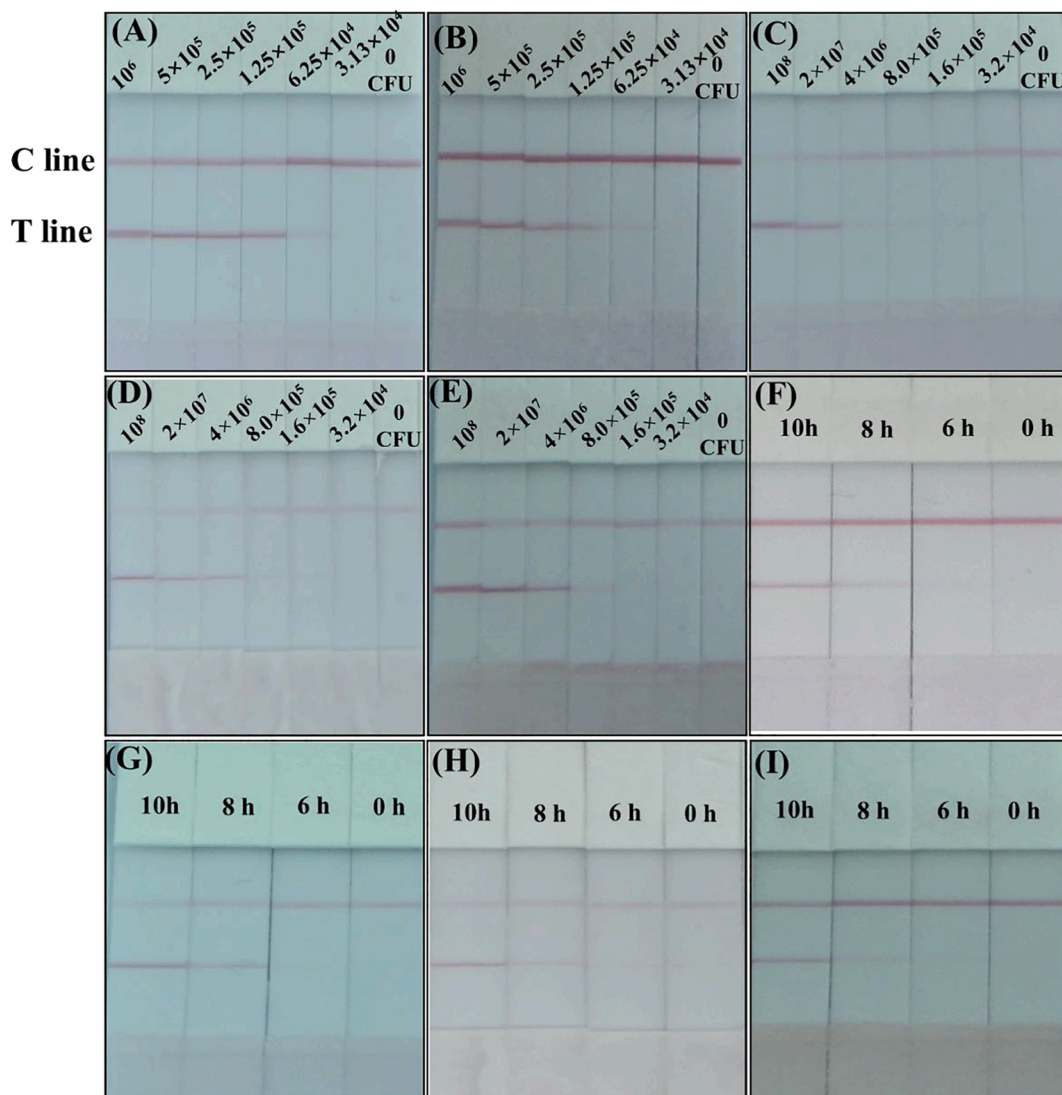 (A)
10⁶ 5×10⁵ 2.5×10⁵ 1.25×10⁵ 6.25×10⁴ 3.13×10⁴ 0
CFU
(B)
10⁶ 5×10⁵ 2.5×10⁵ 1.25×10⁵ 6.25×10⁴ 3.13×10⁴ 0
CFU
(C)
10⁸ 2×10⁷ 4×10⁶ 8.0×10⁵ 1.6×10⁵ 3.2×10⁴ 0
CFU
C line
T line
(D)
10⁸ 2×10⁷ 4×10⁶ 8.0×10⁵ 1.6×10⁵ 3.2×10⁴ 0
CFU
(E)
10⁸ 2×10⁷ 4×10⁶ 8.0×10⁵ 1.6×10⁵ 3.2×10⁴ 0
CFU
(F)
10h 8 h 6 h 0 h
(G)
10h 8 h 6 h 0 h
(H)
10h 8 h 6 h 0 h
(I)
10h 8 h 6 h 0 h